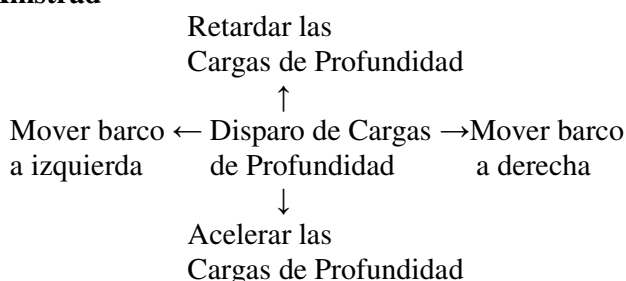 Retardar las
Cargas de Profundidad
↑
Mover barco ← Disparo de Cargas →Mover barco
a izquierda de Profundidad a derecha
↓
Acelerar las
Cargas de Profundidad